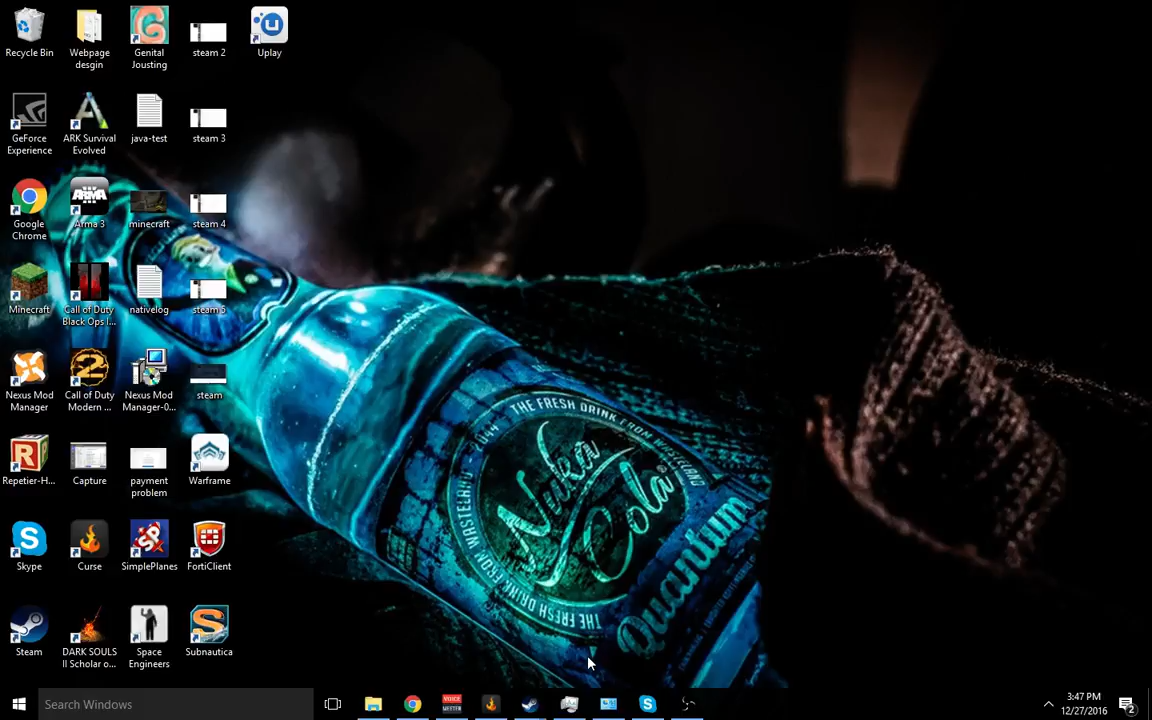 Recycle Bin
Webpage desgin
Genital Jousting
steam 2
Uplay
GeForce Experience
ARK Survival Evolved
java-test
steam 3
Google Chrome
Arma 3
minecraft
steam 4
Minecraft
Call of Duty Black Ops I...
nativelog
steam 5
Nexus Mod Manager
Call of Duty Modern ...
Nexus Mod Manager-0...
steam
Repetier-H...
Capture
payment problem
Warframe
Skype
Curse
SimplePlanes
FortiClient
Steam
DARK SOULS II Scholar o...
Space Engineers
Subnautica
THE FRESH DRINK FROM WASTELAND
2044
Nuka Cola®
Quantum
THE FRESH DRINK FROM WASTELAND
Search Windows
3:47 PM
12/27/2016
2